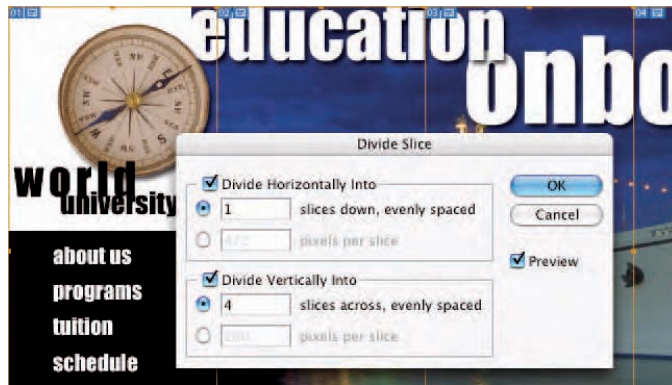 01
02
03
04
education
onbo
world
university
about us
programs
tuition
schedule
Divide Slice
Divide Horizontally Into
1 slices down, evenly spaced
472 pixels per slice
Divide Vertically Into
4 slices across, evenly spaced
pixels per slice
OK
Cancel
Preview